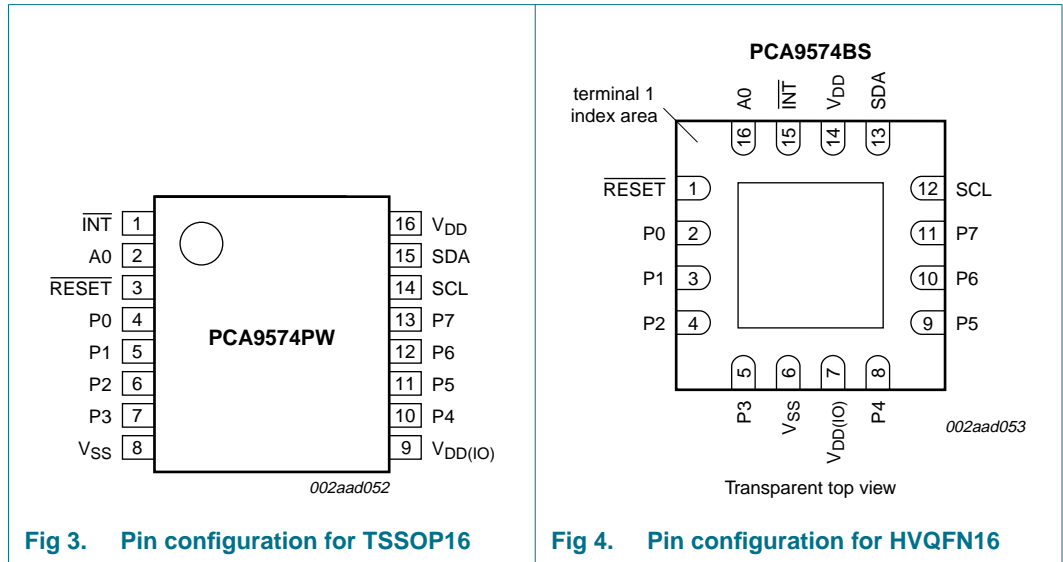 INT 1
A0 2
RESET 3
P0 4
P1 5
P2 6
P3 7
VSS 8
PCA9574PW
16 VDD
15 SDA
14 SCL
13 P7
12 P6
11 P5
10 P4
9 VDD(IO)
002aad052
Fig 3. Pin configuration for TSSOP16
PCA9574BS
terminal 1
index area
A0 INT VDD SDA
16 15 14 13
RESET 1
P0 2
P1 3
P2 4
12 SCL
11 P7
10 P6
9 P5
5 6 7 8
P3 VSS VDD(IO) P4
002aad053
Transparent top view
Fig 4. Pin configuration for HVQFN16